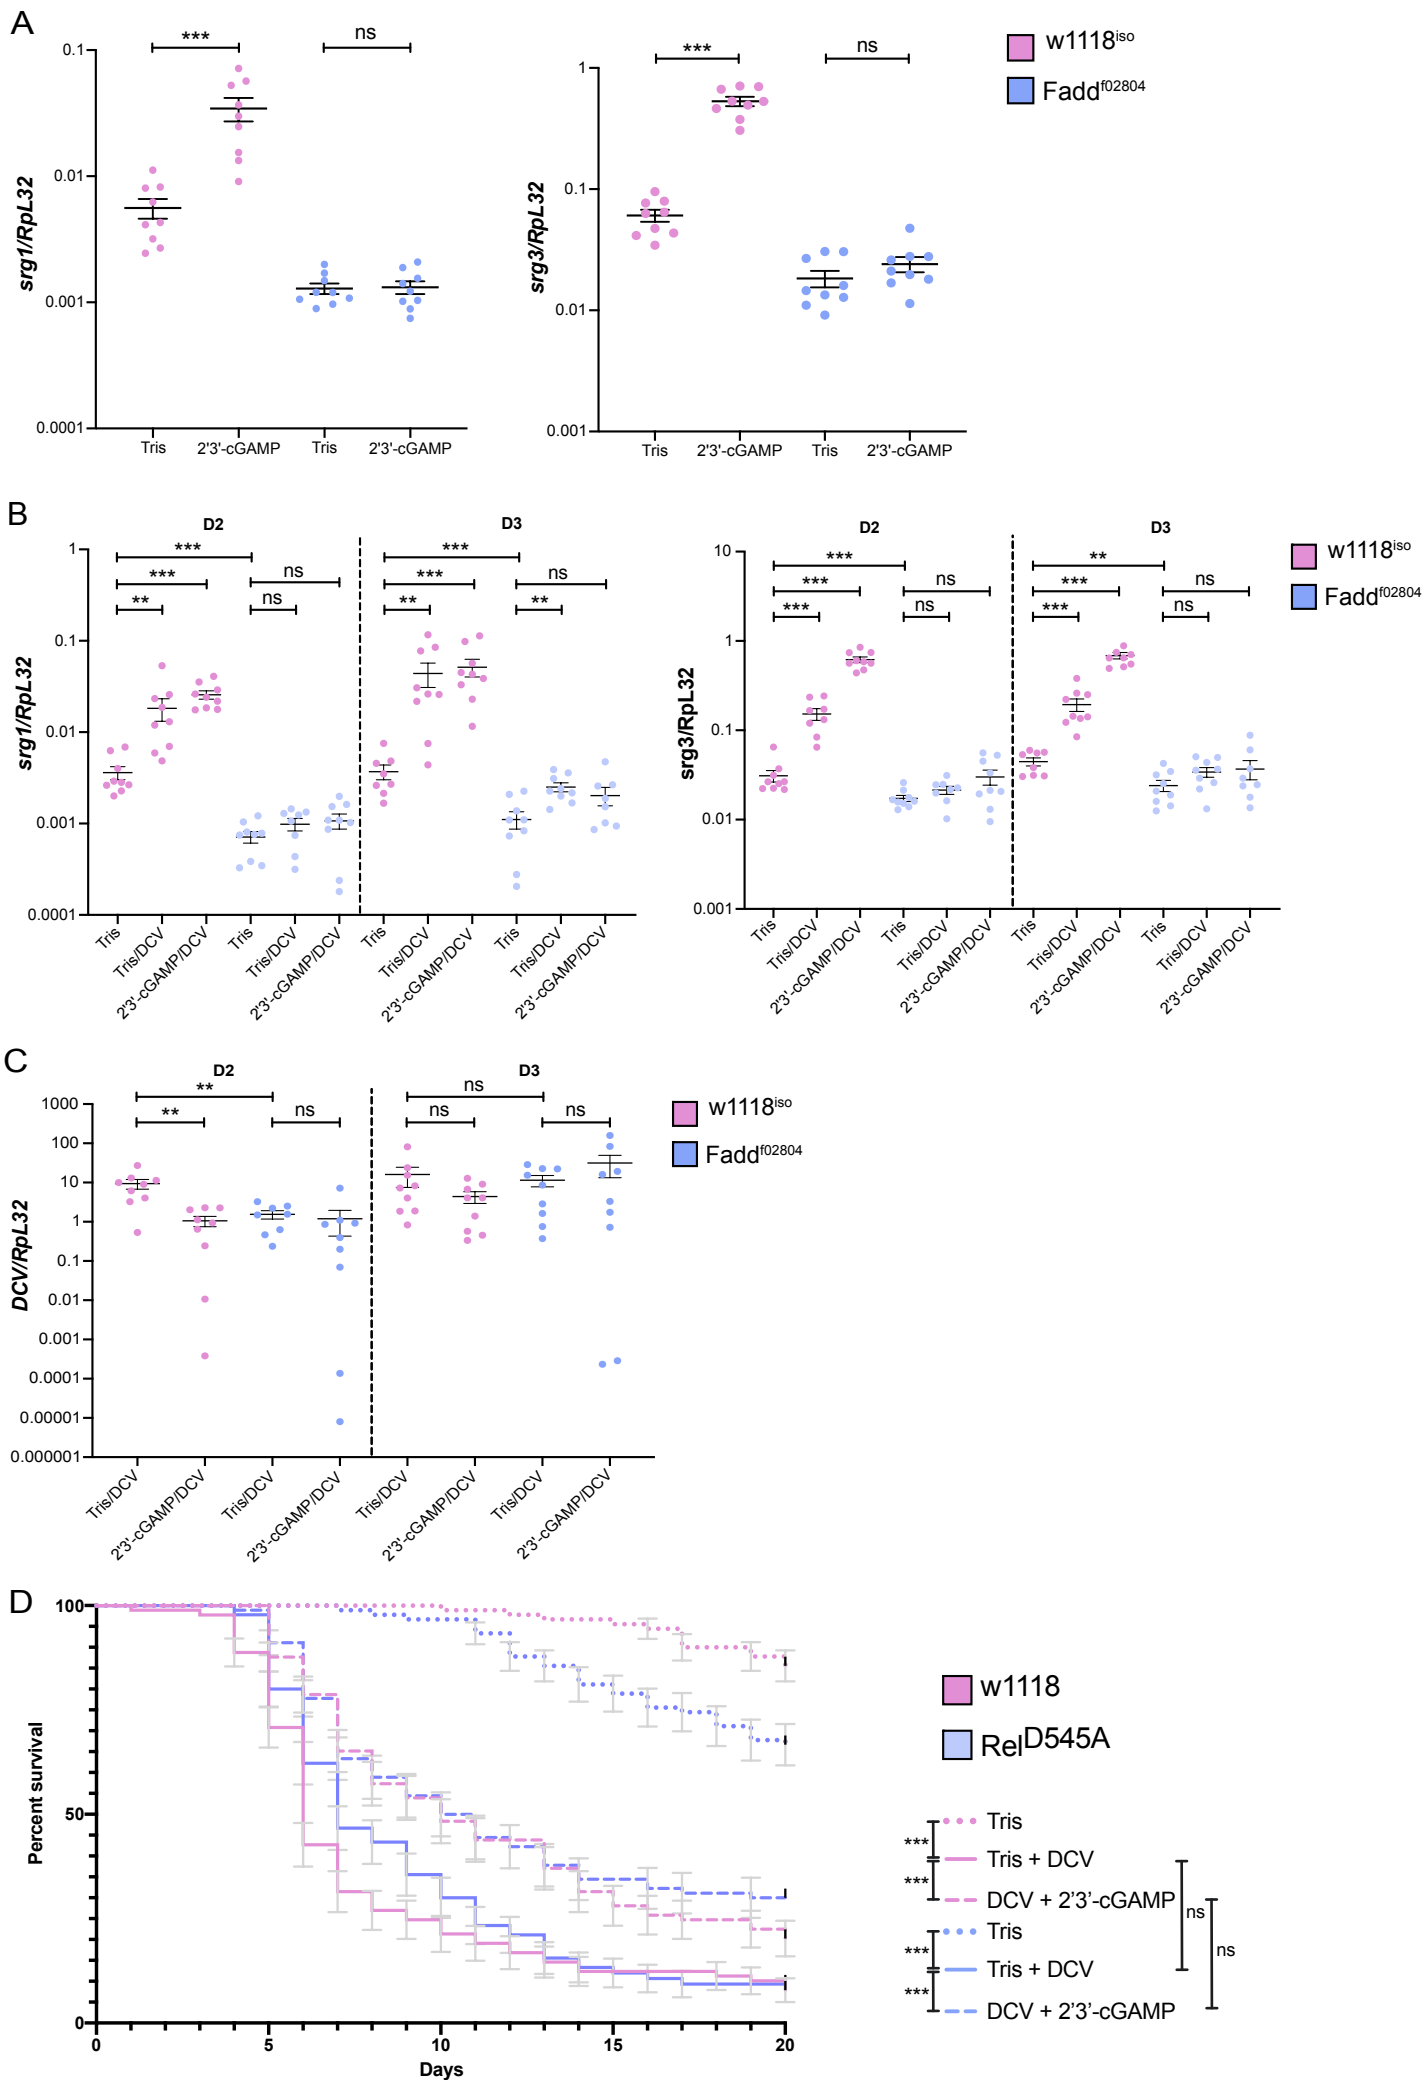 A
*** ns
0.1
0.01
0.001
0.0001
srg1/RpL32
Tris 2'3'-cGAMP Tris 2'3'-cGAMP
*** ns
1
0.1
0.01
0.001
srg3/RpL32
Tris 2'3'-cGAMP Tris 2'3'-cGAMP
w1118iso
Faddf02804
B
D2 D3
*** ***
*** ns *** ns
** ns ** **
1
0.1
0.01
0.001
0.0001
srg1/RpL32
Tris Tris/DCV 2'3'-cGAMP/DCV Tris Tris/DCV 2'3'-cGAMP/DCV Tris Tris/DCV 2'3'-cGAMP/DCV Tris Tris/DCV 2'3'-cGAMP/DCV
D2 D3
*** **
*** ns *** ns
*** ns *** ns
10
1
0.1
0.01
0.001
srg3/RpL32
Tris Tris/DCV 2'3'-cGAMP/DCV Tris Tris/DCV 2'3'-cGAMP/DCV Tris Tris/DCV 2'3'-cGAMP/DCV Tris Tris/DCV 2'3'-cGAMP/DCV
w1118iso
Faddf02804
C
D2 D3
** ns
** ns ns ns
1000
100
10
1
0.1
0.01
0.001
0.0001
0.00001
0.000001
DCV/RpL32
Tris/DCV 2'3'-cGAMP/DCV Tris/DCV 2'3'-cGAMP/DCV Tris/DCV 2'3'-cGAMP/DCV Tris/DCV 2'3'-cGAMP/DCV
w1118iso
Faddf02804
D
100
50
0
Percent survival
0 5 10 15 20
Days
w1118
RelD545A
Tris
***
Tris + DCV
***
DCV + 2'3'-cGAMP
Tris
***
Tris + DCV
***
DCV + 2'3'-cGAMP
ns
ns